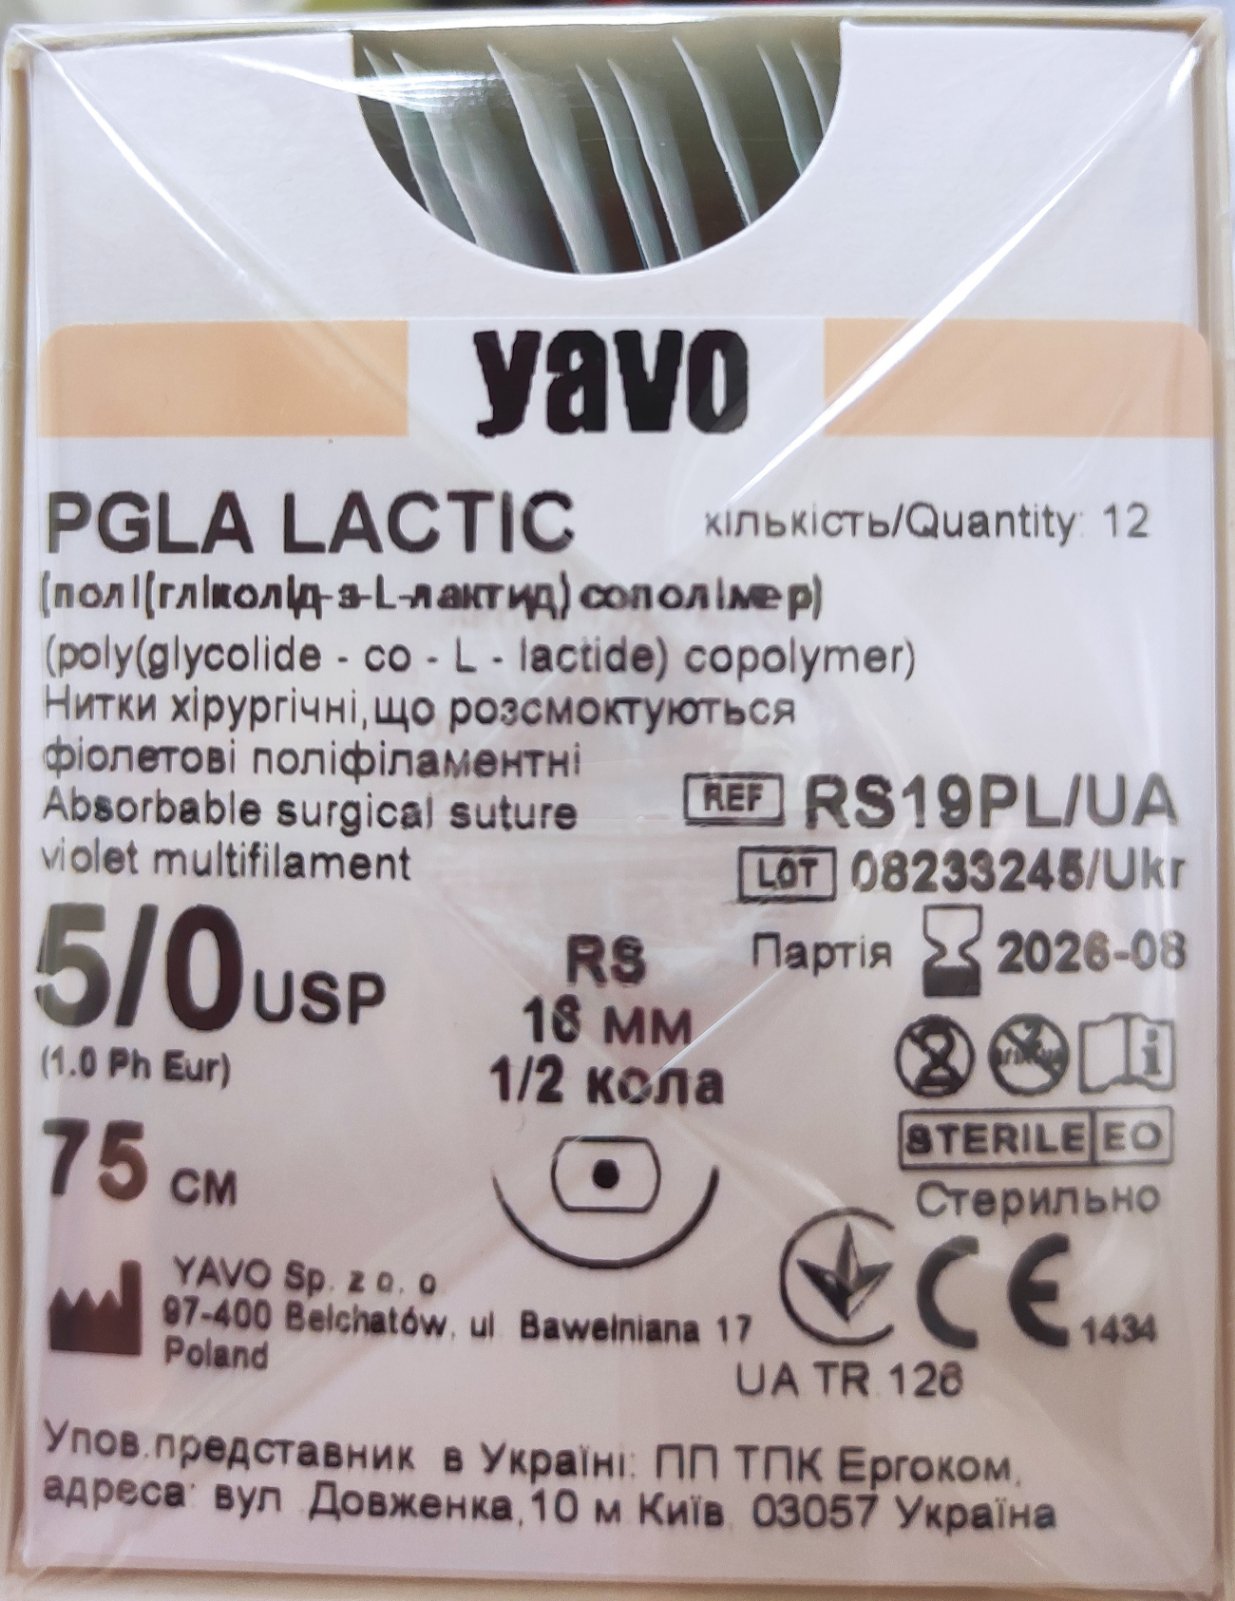 yavo
PGLA LACTIC
кількість/Quantity: 12
(полі(гліколід-з-L-лактид) сополімер)
(poly(glycolide - co - L - lactide) copolymer)
Нитки хірургічні,що розсмоктуються
фіолетові поліфіламентні
Absorbable surgical suture
violet multifilament
REF RS19PL/UA
LOT 08233245/Ukr
Партія 2026-08
5/0 USP
(1.0 Ph Eur)
RS
16 мм
1/2 кола
75 см
i
STERILE EO
Стерильно
YAVO Sp. z o. o
97-400 Bełchatów, ul. Bawełniana 17
Poland
CE 1434
UA TR.126
Упов.представник в Україні: ПП ТПК Ергоком,
адреса: вул. Довженка,10 м Київ, 03057 Україна